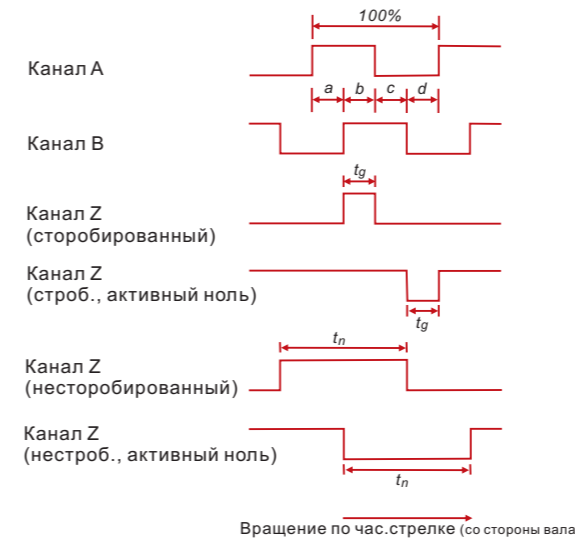 100%
Канал A
a b c d
Канал B
tg
Канал Z
(сторобированный)
Канал Z
(строб., активный ноль)
tg
tn
Канал Z
(несторобированный)
Канал Z
(нестроб., активный ноль)
tn
Вращение по час.стрелке (со стороны вала